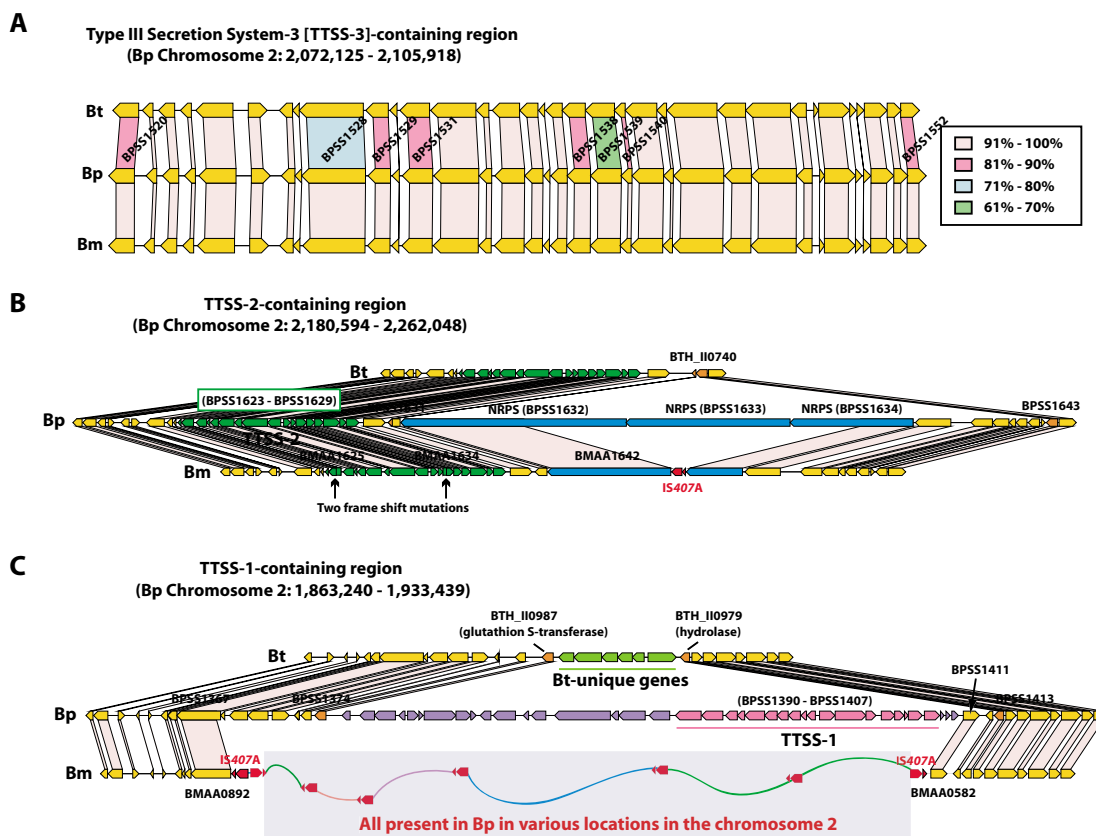 A
Type III Secretion System-3 [TTSS-3]-containing region
(Bp Chromosome 2: 2,072,125 - 2,105,918)
Bt
BPSS1520
BPSS1528
BPSS1529
BPSS1531
BPSS1538
BPSS1539
BPSS1540
BPSS1552
Bp
Bm
91% - 100%
81% - 90%
71% - 80%
61% - 70%
B
TTSS-2-containing region
(Bp Chromosome 2: 2,180,594 - 2,262,048)
BTH_II0740
Bt
(BPSS1623 - BPSS1629)
NRPS (BPSS1632)
NRPS (BPSS1633)
NRPS (BPSS1634)
BPSS1643
Bp
TTSS-2
BMAA1625
BMAA1634
BMAA1642
Bm
IS407A
Two frame shift mutations
C
TTSS-1-containing region
(Bp Chromosome 2: 1,863,240 - 1,933,439)
BTH_II0987
(glutathion S-transferase)
BTH_II0979
(hydrolase)
Bt
Bt-unique genes
BPSS1411
BPSS1367
BPSS1374
(BPSS1390 - BPSS1407)
BPSS1413
Bp
TTSS-1
IS407A
IS407A
Bm
BMAA0892
BMAA0582
All present in Bp in various locations in the chromosome 2